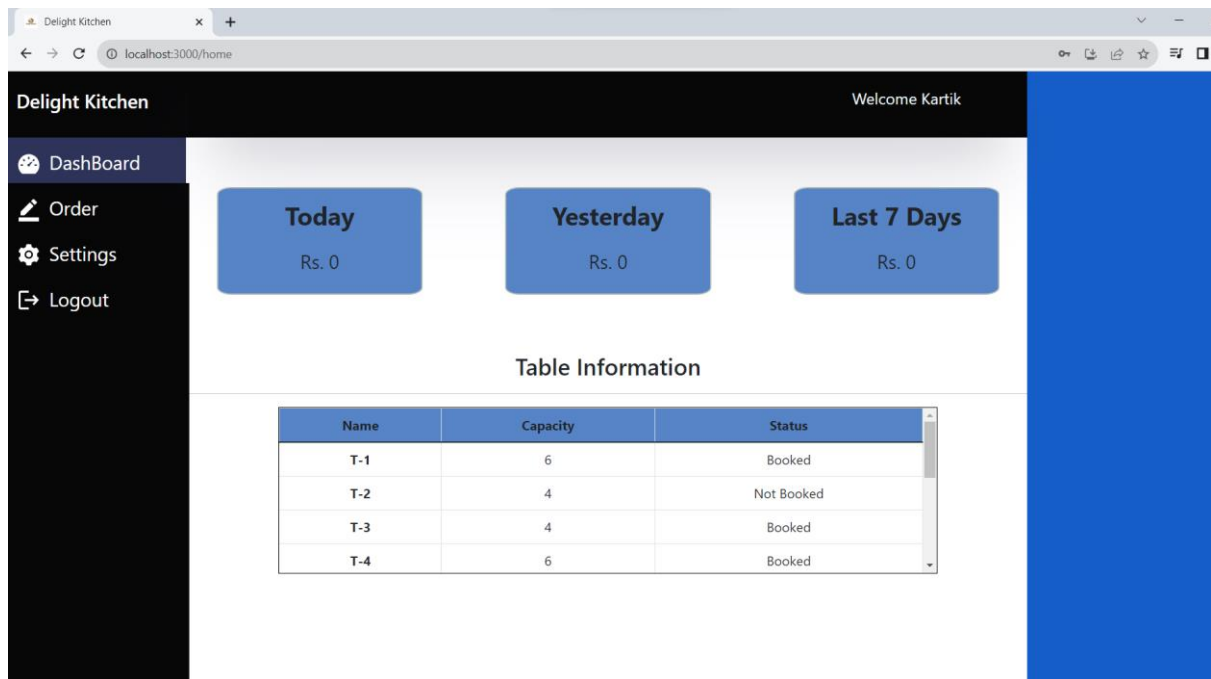 Delight Kitchen
localhost:3000/home
Delight Kitchen
Welcome Kartik
DashBoard
Order
Settings
Logout
Today
Rs. 0
Yesterday
Rs. 0
Last 7 Days
Rs. 0
Table Information
Name Capacity Status
T-1 6 Booked
T-2 4 Not Booked
T-3 4 Booked
T-4 6 Booked